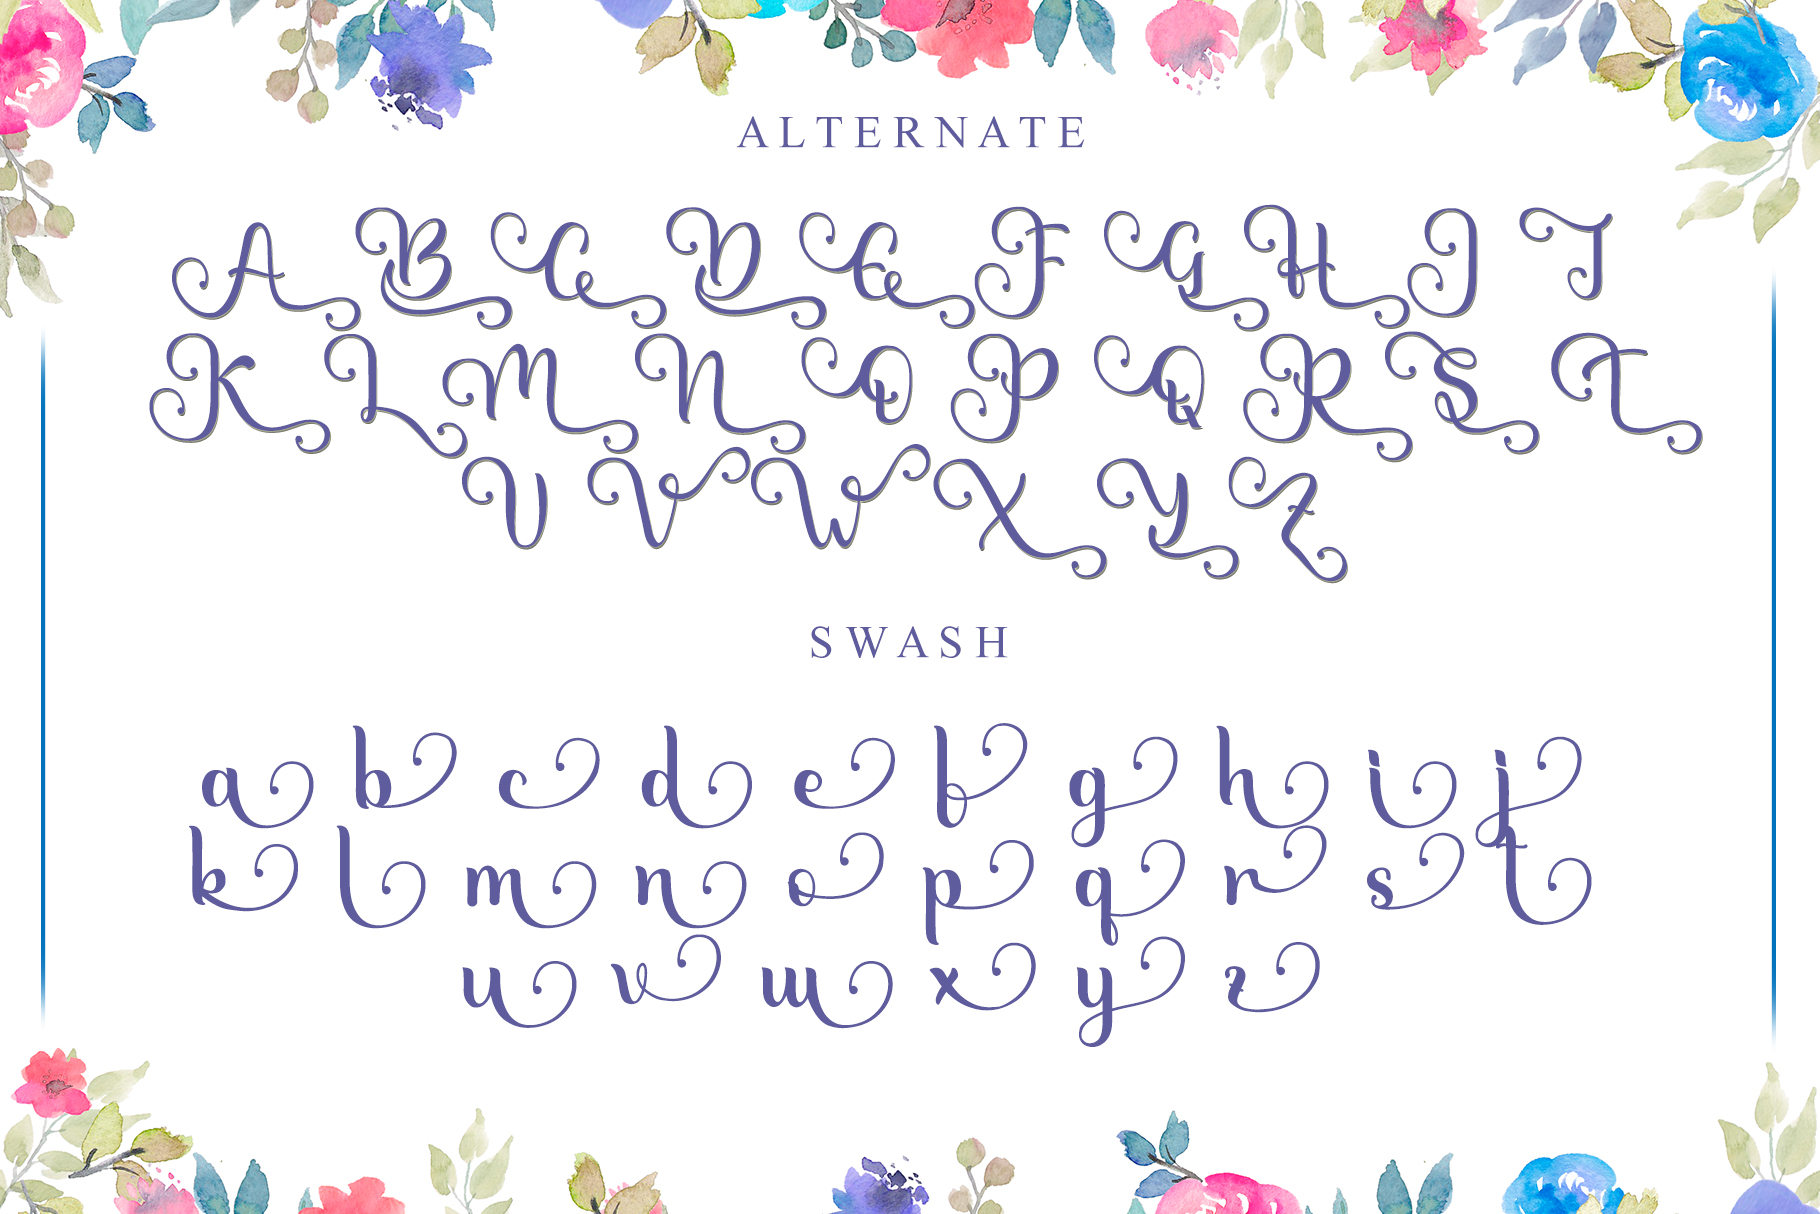 ALTERNATE
A B C D E F G H I J
K L M N O P Q R S T
U V W X Y Z
SWASH
a b c d e f g h i j
k l m n o p q r s t
u v w x y z